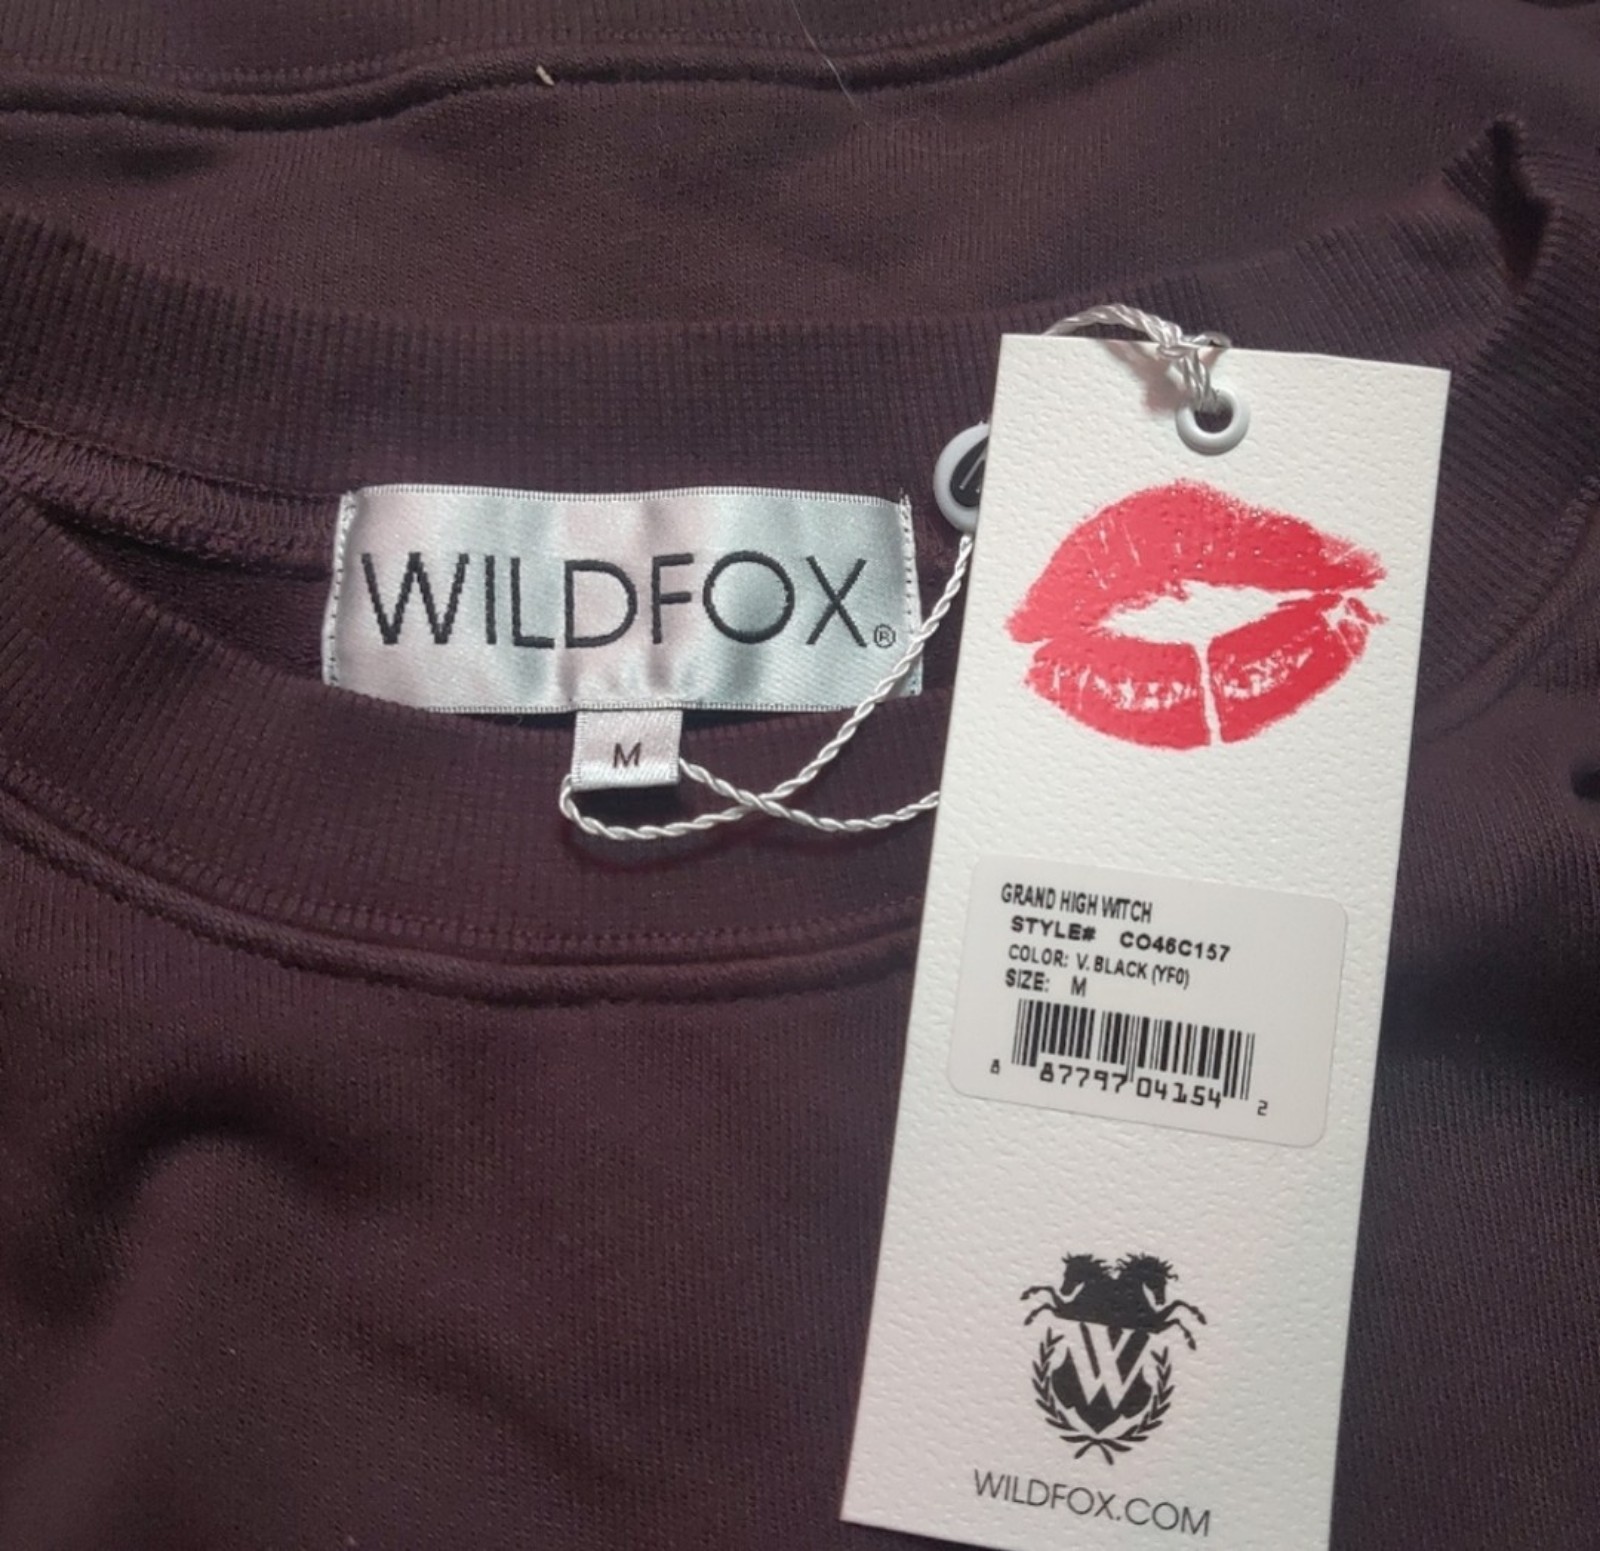 WILDFOX®
M
GRAND HIGH WITCH
STYLE# CO46C157
COLOR: V. BLACK (YF0)
SIZE: M
8 87797 04154 2
W
WILDFOX.COM